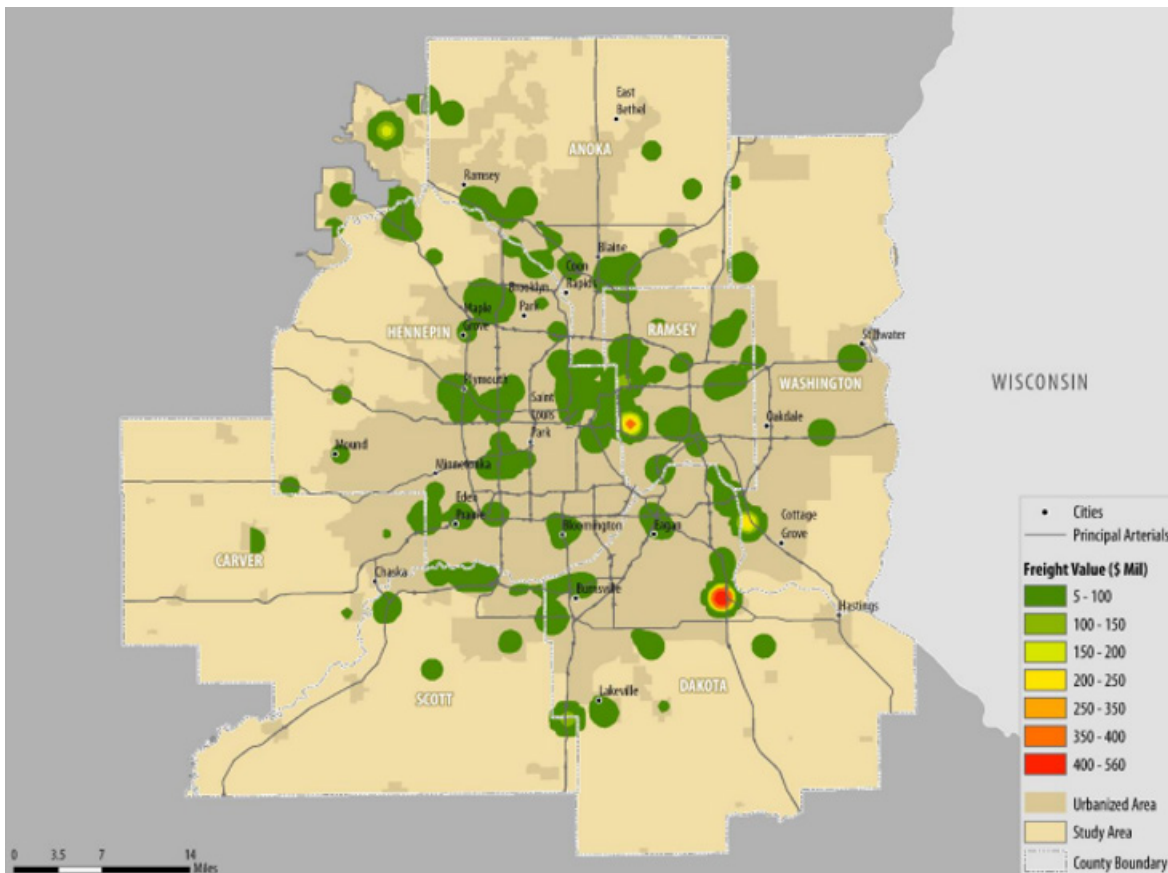 East
Bethel
ANOKA
Ramsey
Blaine
Coon
Rapids
Brooklyn
Park
Maple
Grove
HENNEPIN
RAMSEY
Stillwater
WASHINGTON
WISCONSIN
Plymouth
Saint
Louis
Park
Oakdale
Mound
Minnetonka
Eden
Prairie
Bloomington
Eagan
Cottage
Grove
CARVER
Chaska
Burnsville
Hastings
SCOTT
DAKOTA
Lakeville
Cities
Principal Arterials
Freight Value ($ Mil)
5 - 100
100 - 150
150 - 200
200 - 250
250 - 350
350 - 400
400 - 560
Urbanized Area
Study Area
County Boundary
0 3.5 7 14
Miles